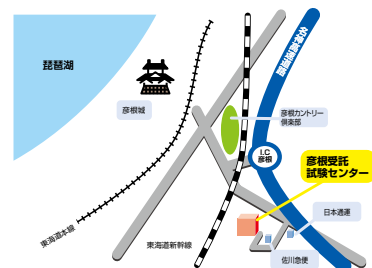 琵琶湖
彦根城
名神高速道路
彦根カントリー
倶楽部
I.C
彦根
彦根受託
試験センター
日本通運
佐川急便
東海道本線
東海道新幹線